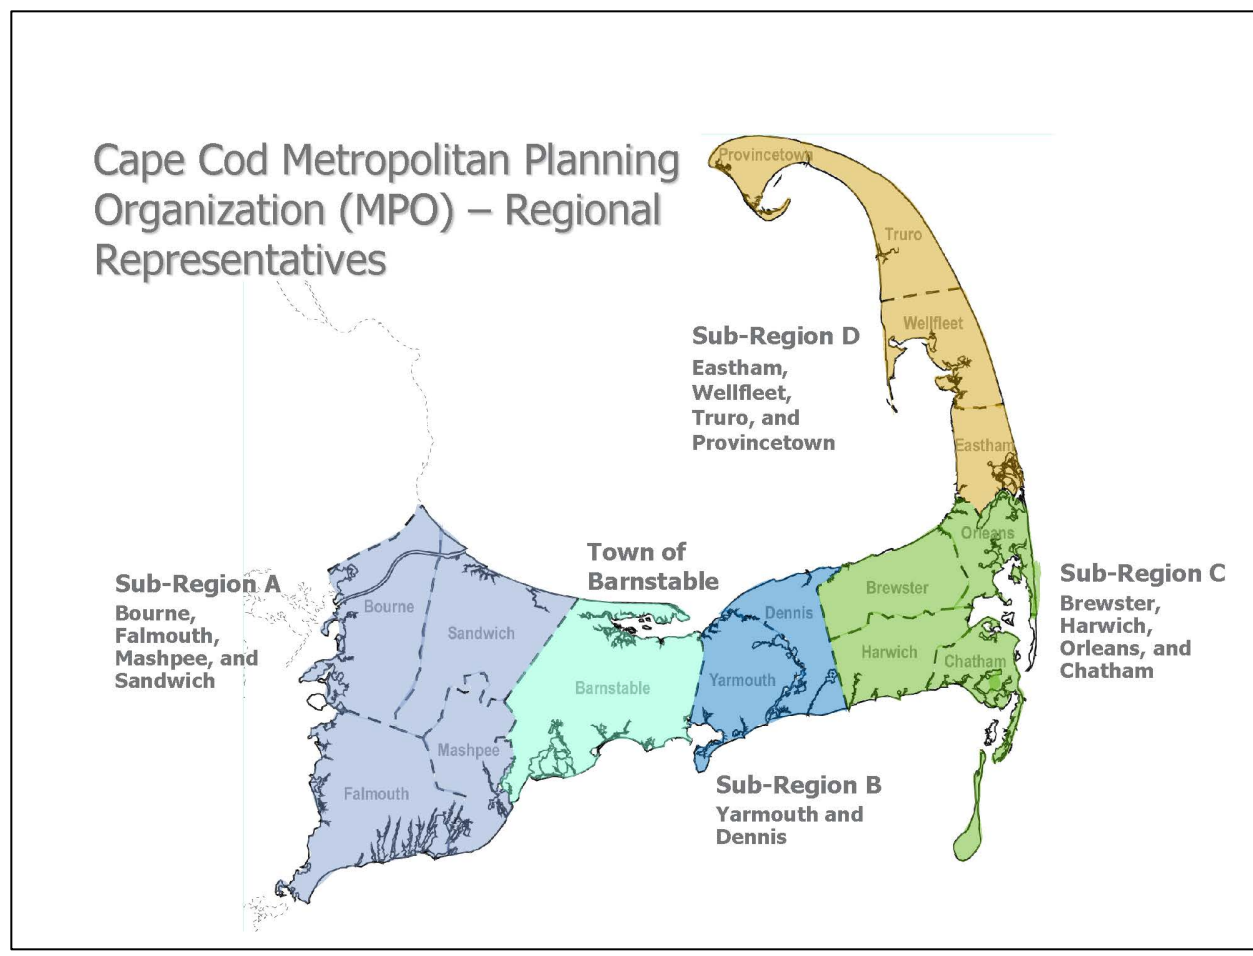 Cape Cod Metropolitan Planning
Organization (MPO) – Regional
Representatives
Provincetown
Truro
Wellfleet
Sub-Region D
Eastham,
Wellfleet,
Truro, and
Provincetown
Eastham
Orleans
Town of
Barnstable
Sub-Region A
Bourne,
Falmouth,
Mashpee, and
Sandwich
Bourne
Sandwich
Dennis
Brewster
Sub-Region C
Brewster,
Harwich,
Orleans, and
Chatham
Harwich
Chatham
Barnstable
Yarmouth
Mashpee
Falmouth
Sub-Region B
Yarmouth and
Dennis